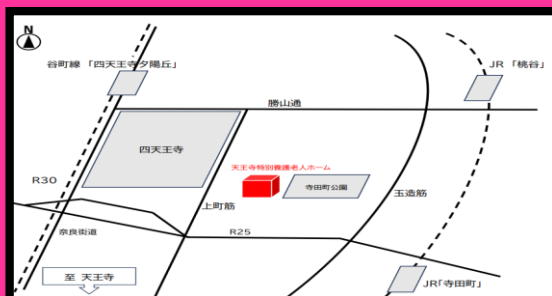 N
谷町線 「四天王寺夕陽丘」
JR 「桃谷」
勝山通
四天王寺
天王寺特別養護老人ホーム
寺田町公園
R30
上町筋
玉造筋
奈良街道
R25
至 天王寺
JR「寺田町」